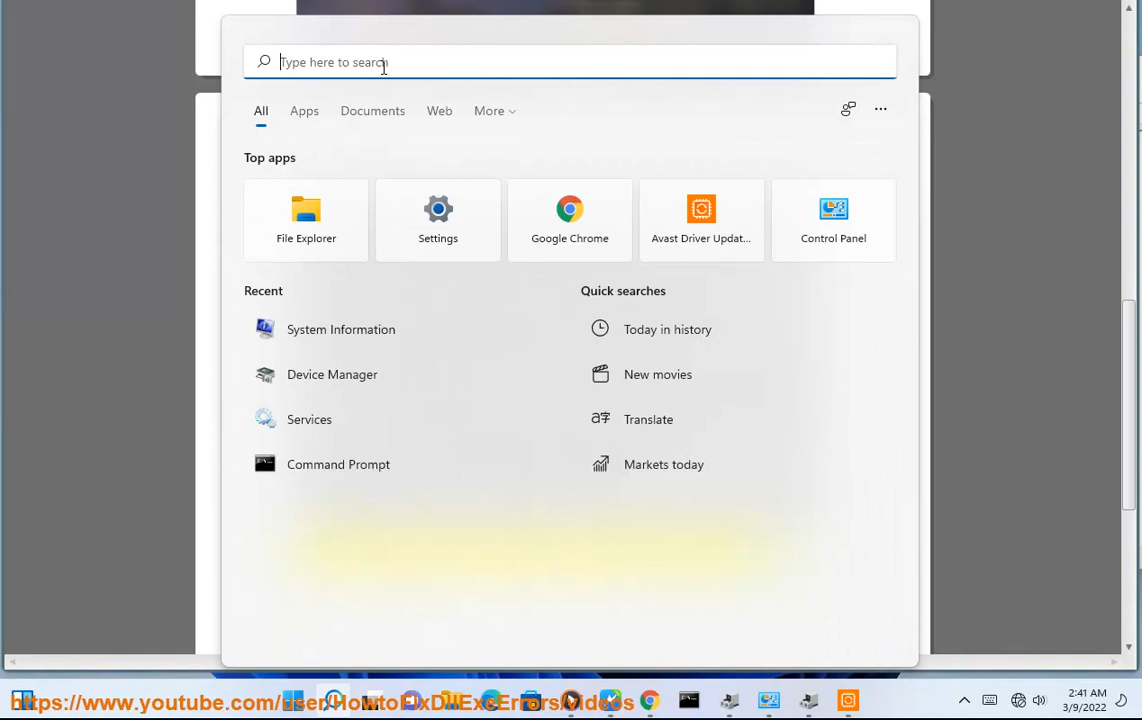 Type here to search
All Apps Documents Web More
Top apps
File Explorer Settings Google Chrome Avast Driver Updat... Control Panel
Recent Quick searches
System Information Today in history
Device Manager New movies
Services Translate
Command Prompt Markets today
2:41 AM
https://www.youtube.com/user/HowtoFixDllExeErrors/videos
3/9/2022